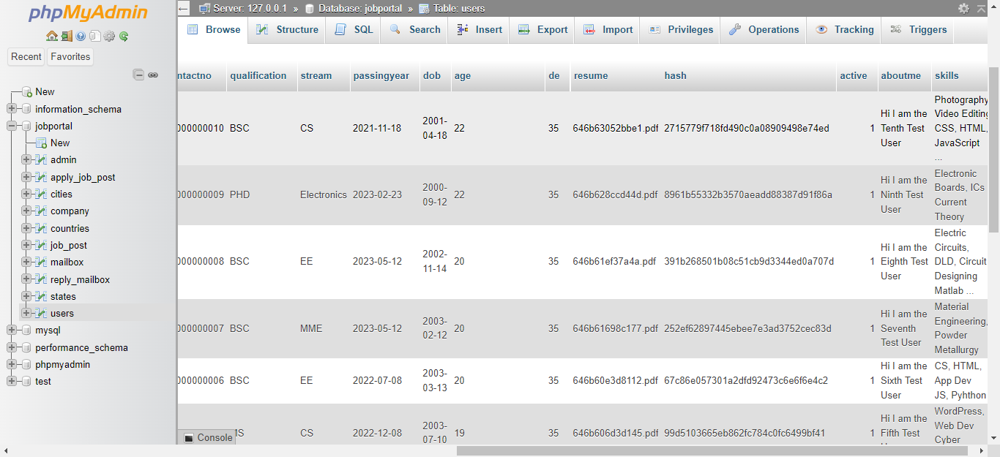 phpMyAdmin
Recent Favorites
New
information_schema
jobportal
New
admin
apply_job_post
cities
company
countries
job_post
mailbox
reply_mailbox
states
users
mysql
performance_schema
phpmyadmin
test
Server: 127.0.0.1 » Database: jobportal » Table: users
Browse Structure SQL Search Insert Export Import Privileges Operations Tracking Triggers
ntactno qualification stream passingyear dob age de resume hash active aboutme skills
000000010 BSC CS 2021-11-18 2001-04-18 22 35 646b63052bbe1.pdf 2715779f718fd490c0a08909498e74ed 1 Hi I am the Tenth Test User Photography, Video Editing CSS, HTML, JavaScript ...
000000009 PHD Electronics 2023-02-23 2000-09-12 22 35 646b628ccd44d.pdf 8961b55332b3570aeadd88387d91f86a 1 Hi I am the Ninth Test User Electronic Boards, ICs Current Theory
000000008 BSC EE 2023-05-12 2002-11-14 20 35 646b61ef37a4a.pdf 391b268501b08c51cb9d3344ed0a707d 1 Hi I am the Eighth Test User Electric Circuits, DLD, Circuit Designing Matlab ...
000000007 BSC MME 2023-05-12 2003-02-12 20 35 646b61698c177.pdf 252ef62897445ebee7e3ad3752cec83d 1 Hi I am the Seventh Test User Material Engineering, Powder Metallurgy
000000006 BSC EE 2022-07-08 2003-03-13 20 35 646b60e3d8112.pdf 67c86e057301a2dfd92473c6e6f6e4c2 1 Hi I am the Sixth Test User CS, HTML, App Dev JS, Pyhthon
CS 2022-12-08 2003-07-10 19 35 646b606d3d145.pdf 99d5103665eb862fc784c0fc6499bf41 1 Hi I am the Fifth Test WordPress, Web Dev Cyber
Console